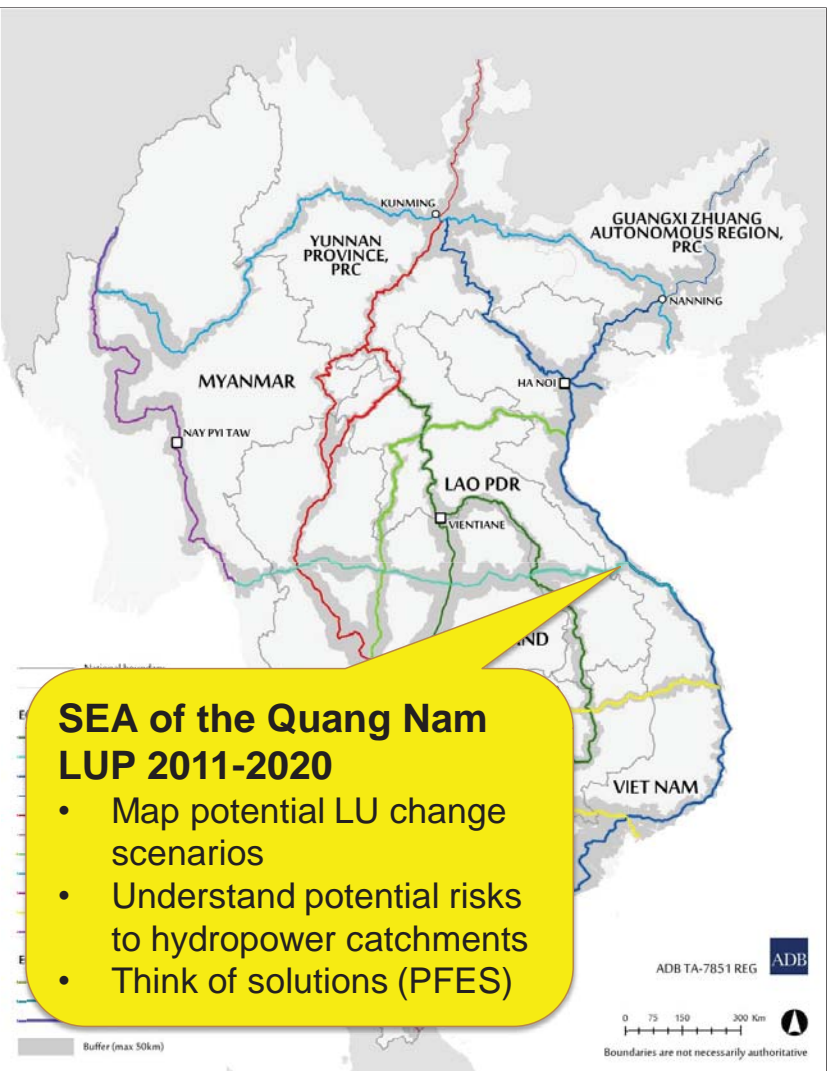 KUNMING
GUANGXI ZHUANG
AUTONOMOUS REGION,
PRC
YUNNAN
PROVINCE,
PRC
NANNING
MYANMAR
HA NOI
NAY PYI TAW
LAO PDR
VIENTIANE
SEA of the Quang Nam
LUP 2011-2020
• Map potential LU change
scenarios
• Understand potential risks
to hydropower catchments
• Think of solutions (PFES)
VIET NAM
ADB TA-7851 REG
ADB
0 75 150 300 Km
Buffer (max 50km)
Boundaries are not necessarily authoritative